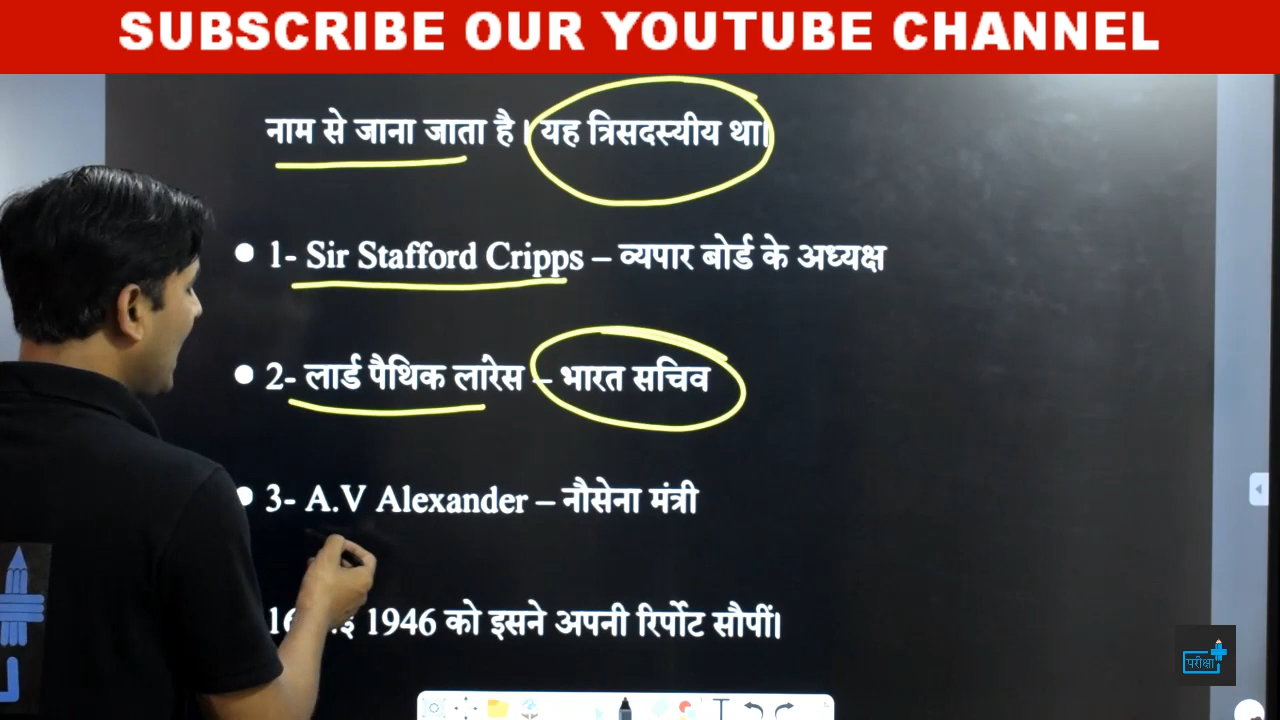 SUBSCRIBE OUR YOUTUBE CHANNEL
नाम से जाना जाता है। यह त्रिसदस्यीय था।
1- Sir Stafford Cripps – व्यपार बोर्ड के अध्यक्ष
2- लार्ड पैथिक लारेंस – भारत सचिव
3- A.V Alexander – नौसेना मंत्री
1946 को इसने अपनी रिर्पोट सौपीं।
परीक्षा